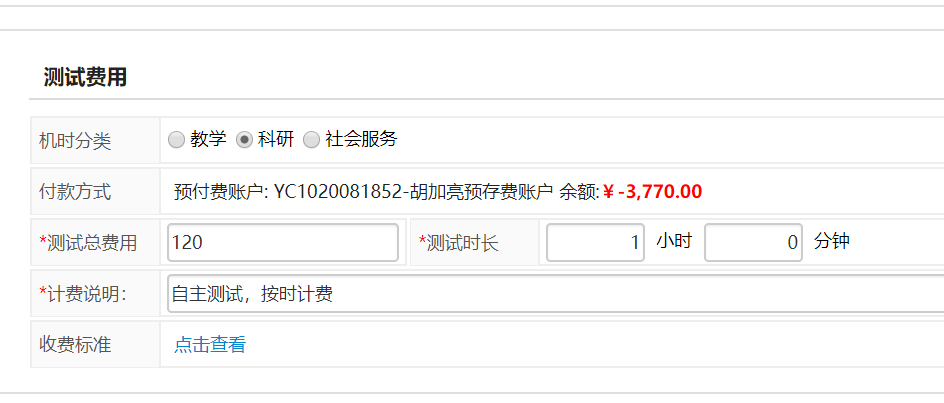 测试费用
机时分类 教学 科研 社会服务
付款方式 预付费账户: YC1020081852-胡加亮预存费账户 余额:¥ -3,770.00
*测试总费用 120 *测试时长 1 小时 0 分钟
*计费说明: 自主测试，按时计费
收费标准 点击查看